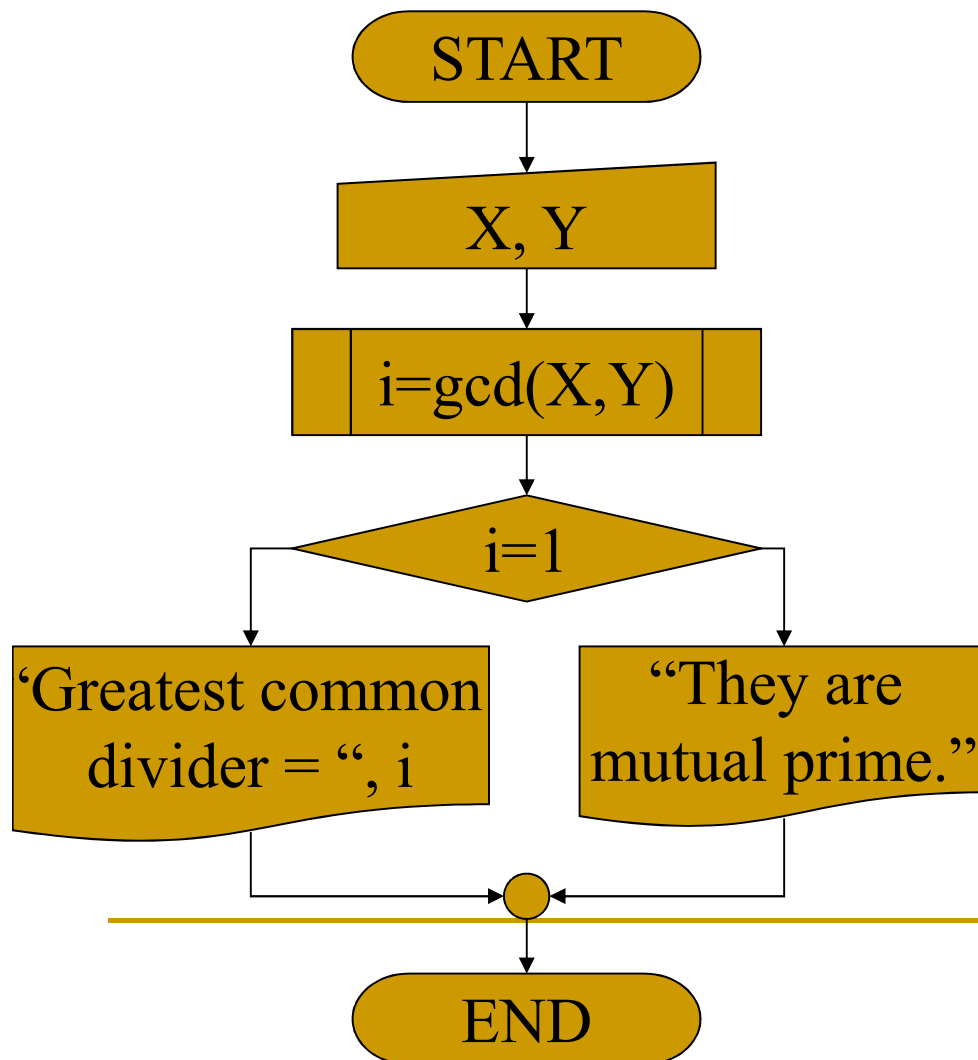 START
X, Y
i=gcd(X,Y)
i=1
‘Greatest common
divider = “, i
“They are
mutual prime.”
END